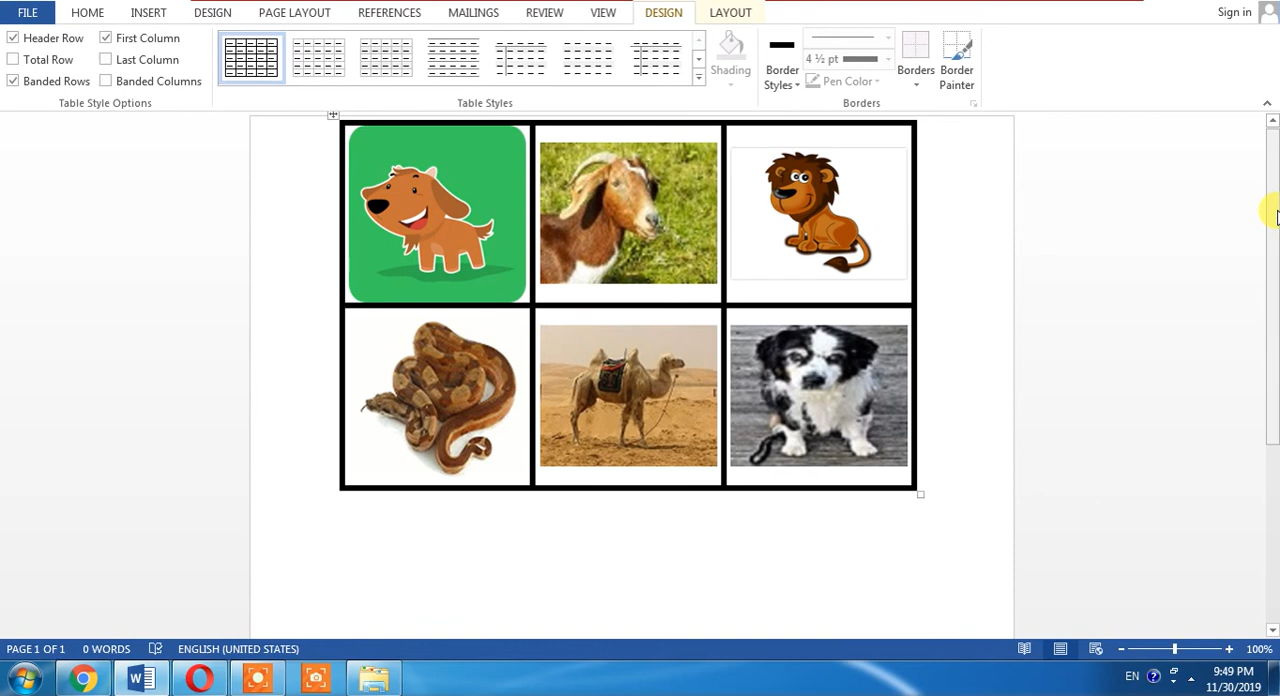 FILE HOME INSERT DESIGN PAGE LAYOUT REFERENCES MAILINGS REVIEW VIEW DESIGN LAYOUT Sign in
Header Row First Column
Total Row Last Column
Banded Rows Banded Columns
Table Style Options
Table Styles
Shading
Border Styles
4 ½ pt
Pen Color
Borders
Border Painter
Borders
PAGE 1 OF 1 0 WORDS ENGLISH (UNITED STATES) 100%
EN 9:49 PM
11/30/2019